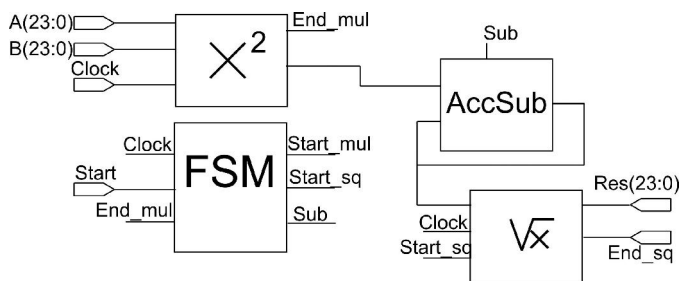 A(23:0)
B(23:0)
Clock
X²
End_mul
Sub
AccSub
Clock
Start
End_mul
FSM
Start_mul
Start_sq
Sub
Clock
Start_sq
√x
Res(23:0)
End_sq